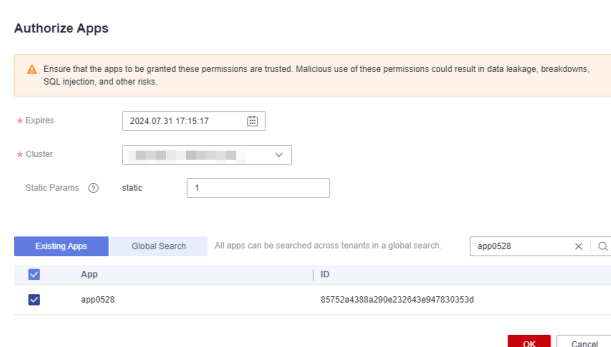 Authorize Apps
Ensure that the apps to be granted these permissions are trusted. Malicious use of these permissions could result in data leakage, breakdowns,
SQL injection, and other risks.
* Expires 2024.07.31 17:15:17
* Cluster
Static Params ? static 1
Existing Apps Global Search All apps can be searched across tenants in a global search. app0528
App ID
app0528 85752a4388a290e232643e947830353d
OK Cancel